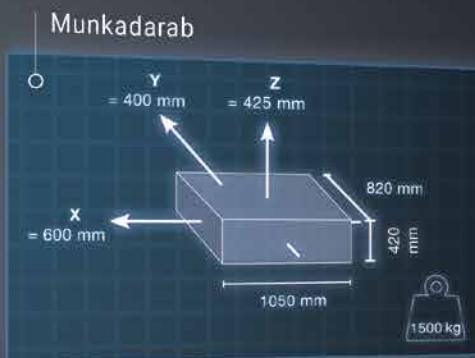 Munkadarab
Y
= 400 mm
Z
= 425 mm
820 mm
X
= 600 mm
420
mm
1050 mm
1500 kg